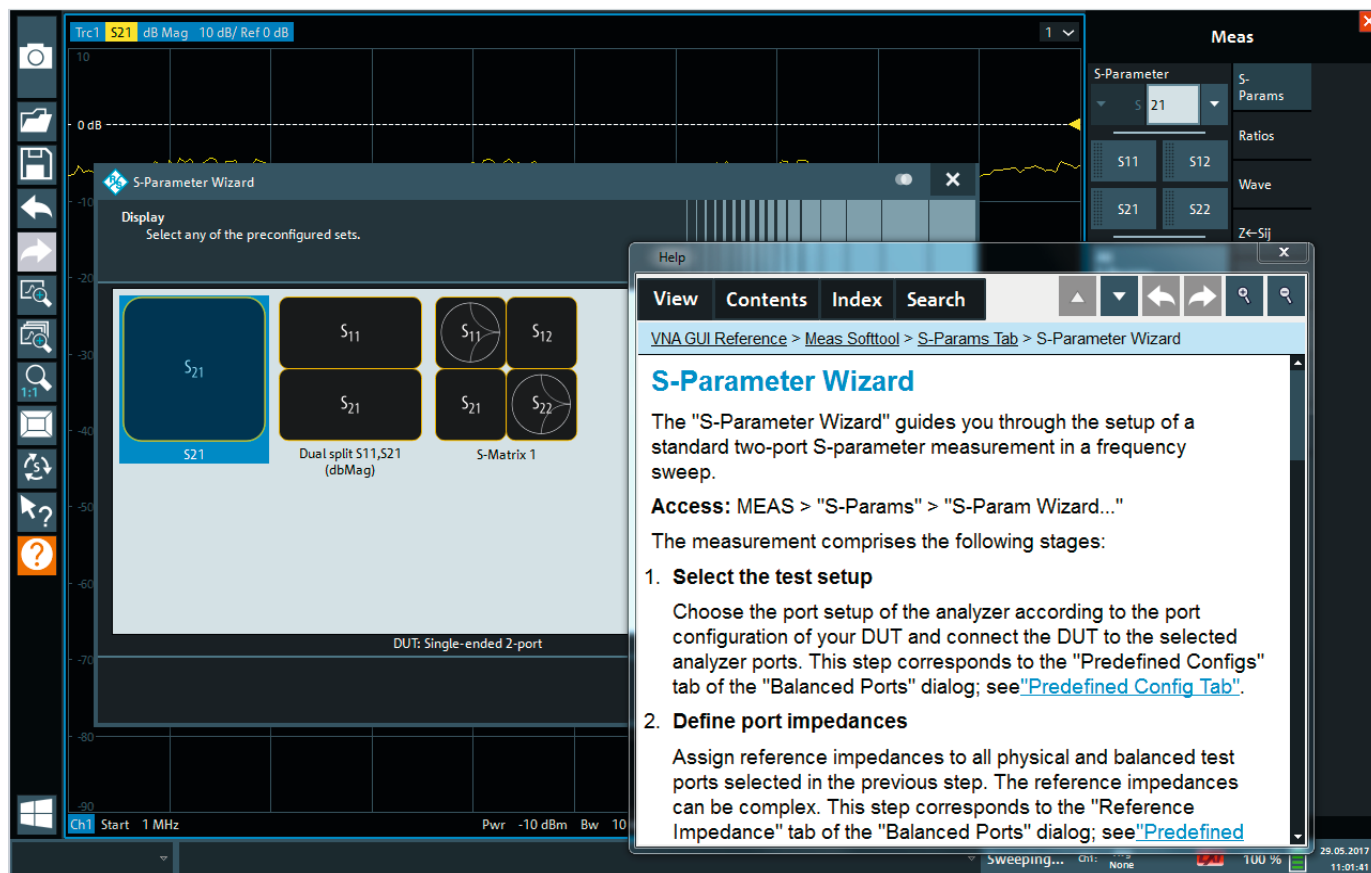 Trc1 S21 dB Mag 10 dB/ Ref 0 dB
1
10
0 dB
-10
-20
-30
-40
-50
-60
-70
-80
-90
1:1
Ch1 Start 1 MHz
Pwr -10 dBm Bw 10
S-Parameter Wizard
Display
Select any of the preconfigured sets.
S21
S21
S11
S21
Dual split S11,S21
(dbMag)
S11 S12
S21 S22
S-Matrix 1
DUT: Single-ended 2-port
Meas
S-Parameter
S 21
S11 S12
S21 S22
S-
Params
Ratios
Wave
Z←Sij
Help
View Contents Index Search
VNA GUI Reference > Meas Softtool > S-Params Tab > S-Parameter Wizard
S-Parameter Wizard
The "S-Parameter Wizard" guides you through the setup of a
standard two-port S-parameter measurement in a frequency
sweep.
Access: MEAS > "S-Params" > "S-Param Wizard..."
The measurement comprises the following stages:
1. Select the test setup
Choose the port setup of the analyzer according to the port
configuration of your DUT and connect the DUT to the selected
analyzer ports. This step corresponds to the "Predefined Configs"
tab of the "Balanced Ports" dialog; see"Predefined Config Tab".
2. Define port impedances
Assign reference impedances to all physical and balanced test
ports selected in the previous step. The reference impedances
can be complex. This step corresponds to the "Reference
Impedance" tab of the "Balanced Ports" dialog; see"Predefined
Sweeping... Ch1:
None
100 %
29.05.2017
11:01:41